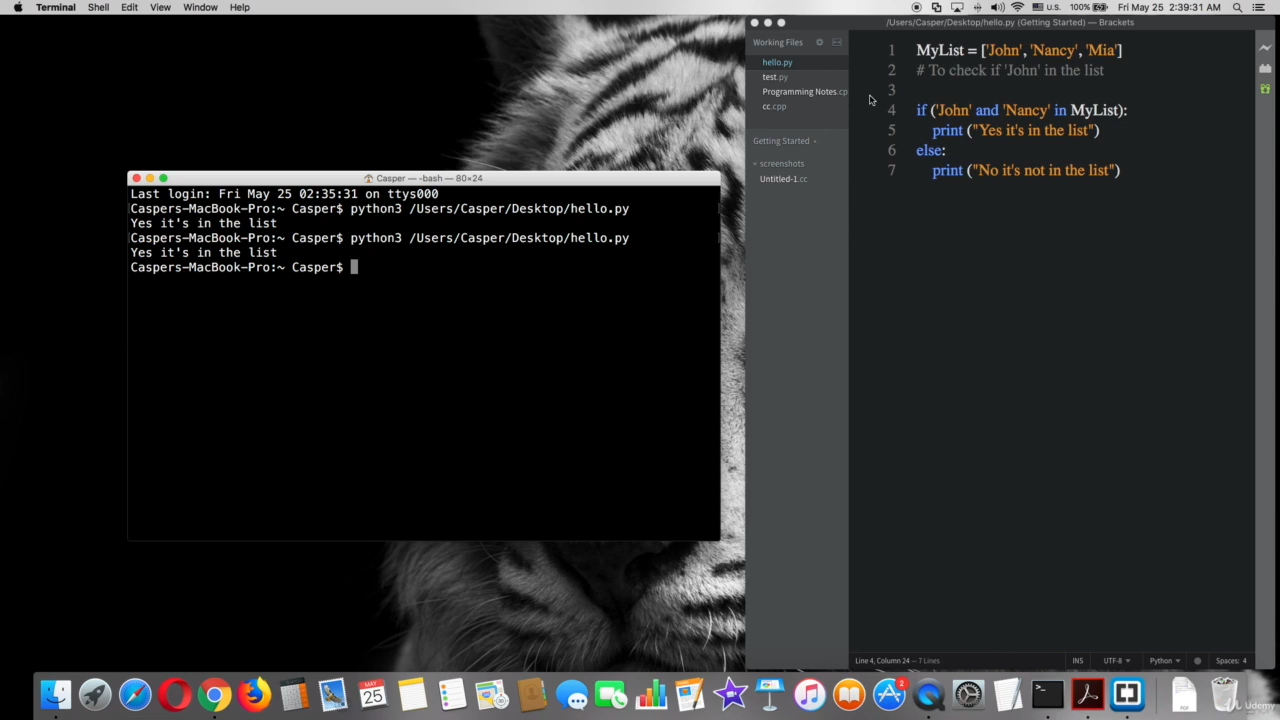 Terminal Shell Edit View Window Help
U.S. 100% Fri May 25 2:39:31 AM
/Users/Casper/Desktop/hello.py (Getting Started) — Brackets
Working Files
hello.py
test.py
Programming Notes.cp
cc.cpp
Getting Started
screenshots
Untitled-1.cc
1 MyList = ['John', 'Nancy', 'Mia']
2 # To check if 'John' in the list
3
4 if ('John' and 'Nancy' in MyList):
5 print ("Yes it's in the list")
6 else:
7 print ("No it's not in the list")
Line 4, Column 24 — 7 Lines
INS UTF-8 Python Spaces: 4
Casper — -bash — 80×24
Last login: Fri May 25 02:35:31 on ttys000
Caspers-MacBook-Pro:~ Casper$ python3 /Users/Casper/Desktop/hello.py
Yes it's in the list
Caspers-MacBook-Pro:~ Casper$ python3 /Users/Casper/Desktop/hello.py
Yes it's in the list
Caspers-MacBook-Pro:~ Casper$
MAY
25
2
PDF
Udemy